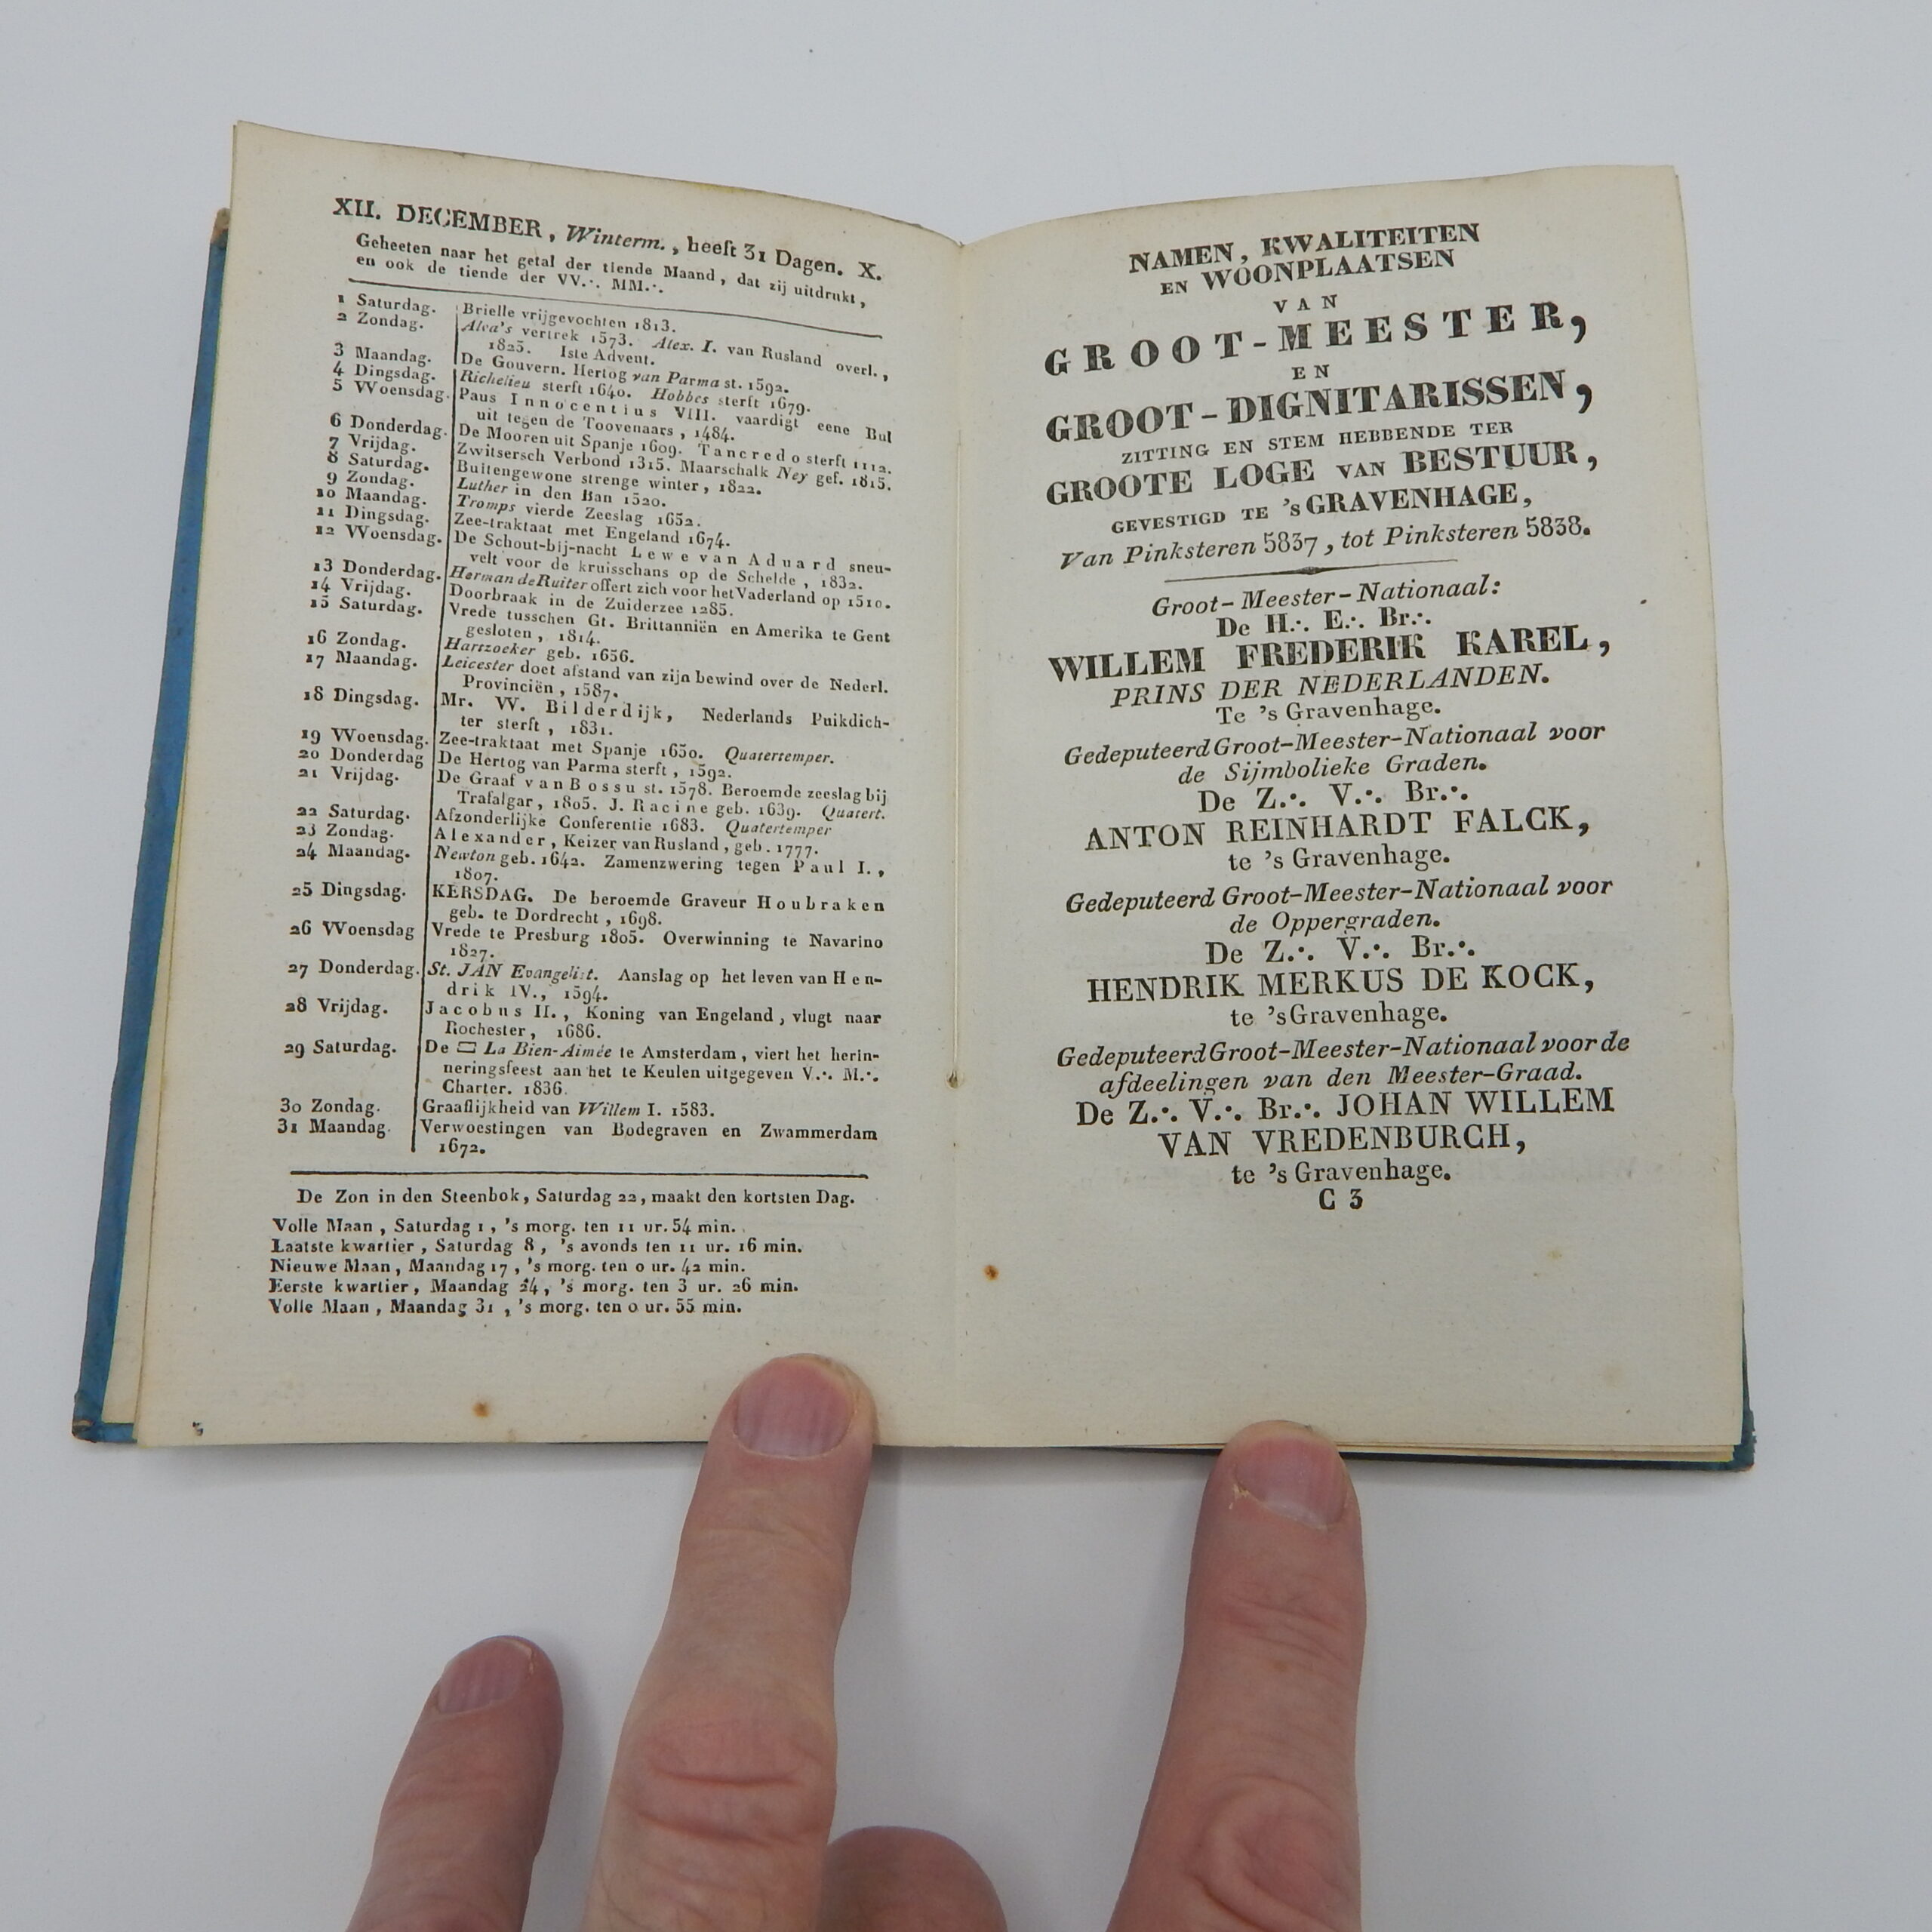 XII. DECEMBER, Winterm., heeft 31 Dagen. X.
Geheeten naar het getal der tiende Maand, dat zij uitdrukt,
en ook de tiende der VV.·. MM.·.
1 Saturdag. Brielle vrijgevochten 1813.
2 Zondag. Alva's vertrek 1573. Alex. I. van Rusland overl.,
1825. Iste Advent.
3 Maandag. De Gouvern. Hertog van Parma st. 1592.
4 Dingsdag. Richelieu sterft 1640. Hobbes sterft 1679.
5 Woensdag. Paus Innocentius VIII. vaardigt eene Bul
uit tegen de Toovenaars, 1484.
6 Donderdag. De Mooren uit Spanje 1609. Tancredo sterft 1112.
7 Vrijdag. Zwitsersch Verbond 1315. Maarschalk Ney gef. 1815.
8 Saturdag. Buitengewone strenge winter, 1822.
9 Zondag. Luther in den Ban 1520.
10 Maandag. Tromps vierde Zeeslag 1652.
11 Dingsdag. Zee-traktaat met Engeland 1674.
12 Woensdag. De Schout-bij-nacht Lewe van Aduard sneu-
velt voor de kruisschans op de Schelde, 1832.
13 Donderdag. Herman de Ruiter offert zich voor het Vaderland op 1510.
14 Vrijdag. Doorbraak in de Zuiderzee 1285.
15 Saturdag. Vrede tusschen Gt. Brittanniën en Amerika te Gent
gesloten, 1814.
16 Zondag. Hartzoeker geb. 1656.
17 Maandag. Leicester doet afstand van zijn bewind over de Nederl.
Provinciën, 1587.
18 Dingsdag. Mr. W. Bilderdijk, Nederlands Puikdich-
ter sterft, 1831.
19 Woensdag. Zee-traktaat met Spanje 1650. Quatertemper.
20 Donderdag De Hertog van Parma sterft, 1592.
21 Vrijdag. De Graaf van Bossu st. 1578. Beroemde zeeslag bij
Trafalgar, 1805. J. Racine geb. 1639. Quatert.
22 Saturdag. Afzonderlijke Conferentie 1683. Quatertemper
23 Zondag. Alexander, Keizer van Rusland, geb. 1777.
24 Maandag. Newton geb. 1642. Zamenzwering tegen Paul I.,
1807.
25 Dingsdag. KERSDAG. De beroemde Graveur Houbraken
geb. te Dordrecht, 1698.
26 Woensdag Vrede te Presburg 1805. Overwinning te Navarino
1827.
27 Donderdag. St. JAN Evangelist. Aanslag op het leven van Hen-
drik IV., 1594.
28 Vrijdag. Jacobus II., Koning van Engeland, vlugt naar
Rochester, 1686.
29 Saturdag. De ▭ La Bien-Aimée te Amsterdam, viert het herin-
neringsfeest aan het te Keulen uitgegeven V.·. M.·.
Charter. 1836.
30 Zondag. Graaflijkheid van Willem I. 1583.
31 Maandag. Verwoestingen van Bodegraven en Zwammerdam
1672.
De Zon in den Steenbok, Saturdag 22, maakt den kortsten Dag.
Volle Maan, Saturdag 1, 's morg. ten 11 ur. 54 min.
Laatste kwartier, Saturdag 8, 's avonds ten 11 ur. 16 min.
Nieuwe Maan, Maandag 17, 's morg. ten 0 ur. 42 min.
Eerste kwartier, Maandag 24, 's morg. ten 3 ur. 26 min.
Volle Maan, Maandag 31, 's morg. ten 0 ur. 55 min.
NAMEN, KWALITEITEN
EN WOONPLAATSEN
VAN
GROOT-MEESTER,
EN
GROOT-DIGNITARISSEN,
ZITTING EN STEM HEBBENDE TER
GROOTE LOGE VAN BESTUUR,
GEVESTIGD TE 'sGRAVENHAGE,
Van Pinksteren 5837, tot Pinksteren 5838.
Groot-Meester-Nationaal:
De H.·. E.·. Br.·.
WILLEM FREDERIK KAREL,
PRINS DER NEDERLANDEN.
Te 's Gravenhage.
Gedeputeerd Groot-Meester-Nationaal voor
de Sijmbolieke Graden.
De Z.·. V.·. Br.·.
ANTON REINHARDT FALCK,
te 's Gravenhage.
Gedeputeerd Groot-Meester-Nationaal voor
de Oppergraden.
De Z.·. V.·. Br.·.
HENDRIK MERKUS DE KOCK,
te 'sGravenhage.
Gedeputeerd Groot-Meester-Nationaal voor de
afdeelingen van den Meester-Graad.
De Z.·. V.·. Br.·. JOHAN WILLEM
VAN VREDENBURCH,
te 's Gravenhage.
C 3